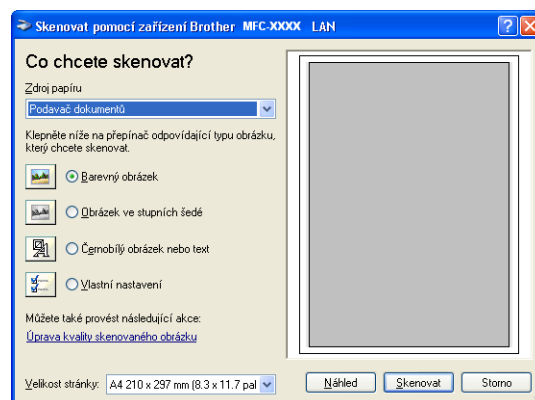 Skenovat pomocí zařízení Brother MFC-XXXX LAN
Co chcete skenovat?
Zdroj papíru
Podavač dokumentů
Klepněte níže na přepínač odpovídající typu obrázku,
který chcete skenovat.
Barevný obrázek
Obrázek ve stupních šedé
Černobílý obrázek nebo text
Vlastní nastavení
Můžete také provést následující akce:
Úprava kvality skenovaného obrázku
Velikost stránky: A4 210 x 297 mm (8.3 x 11.7 pal
Náhled Skenovat Storno